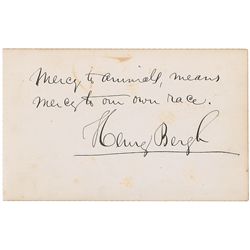 Mercy to animals, means
mercy to our own race.
Henry Bergh